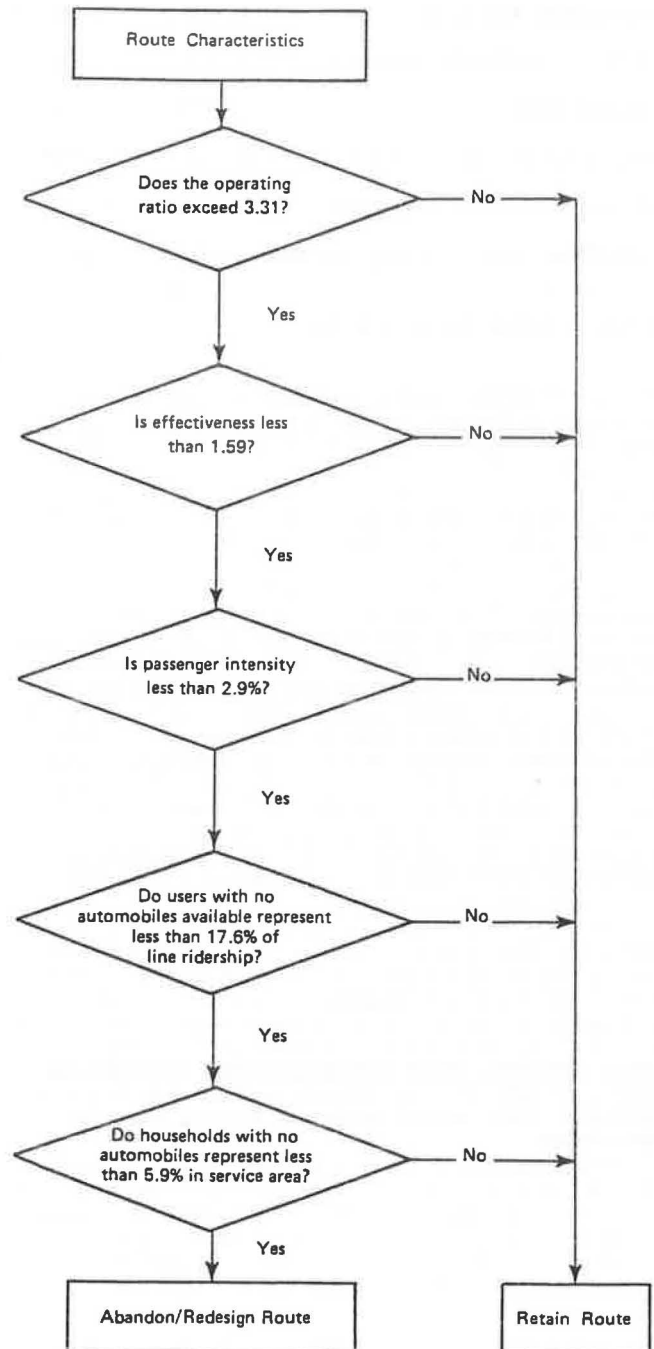 Route Characteristics
Does the operating
ratio exceed 3.31?
No
Yes
Is effectiveness less
than 1.59?
No
Yes
Is passenger intensity
less than 2.9%?
No
Yes
Do users with no
automobiles available represent
less than 17.6% of
line ridership?
No
Yes
Do households with no
automobiles represent less
than 5.9% in service area?
No
Yes
Abandon/Redesign Route
Retain Route